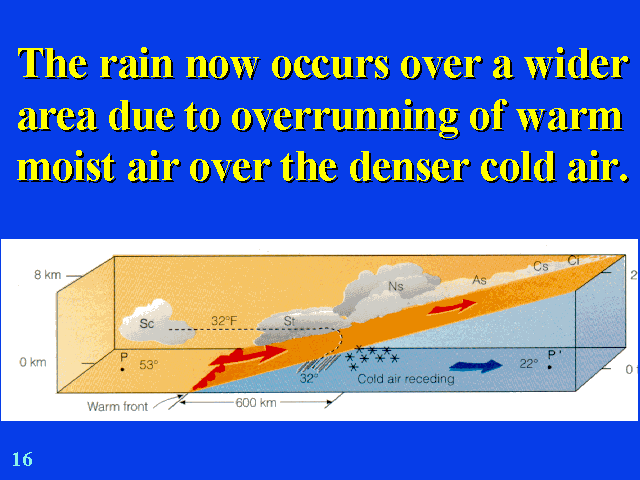 The rain now occurs over a wider
area due to overrunning of warm
moist air over the denser cold air.
8 km
Sc
32°F
St
Ns
As
Cs
Ci
2
0 km
P
53°
32°
Cold air receding
22°
P'
0
Warm front
600 km
16